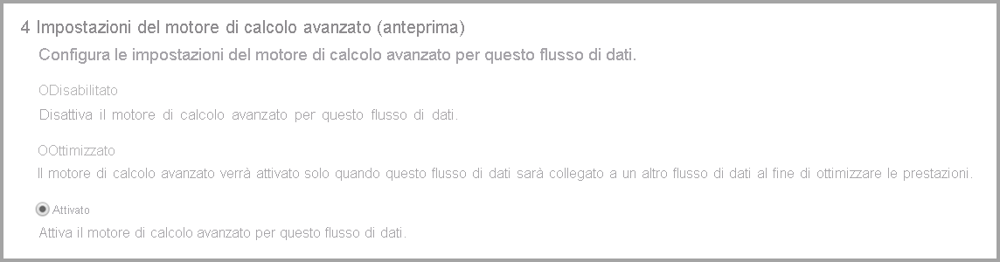 4 Impostazioni del motore di calcolo avanzato (anteprima)
Configura le impostazioni del motore di calcolo avanzato per questo flusso di dati.
ODisabilitato
Disattiva il motore di calcolo avanzato per questo flusso di dati.
OOttimizzato
Il motore di calcolo avanzato verrà attivato solo quando questo flusso di dati sarà collegato a un altro flusso di dati al fine di ottimizzare le prestazioni.
Attivato
Attiva il motore di calcolo avanzato per questo flusso di dati.